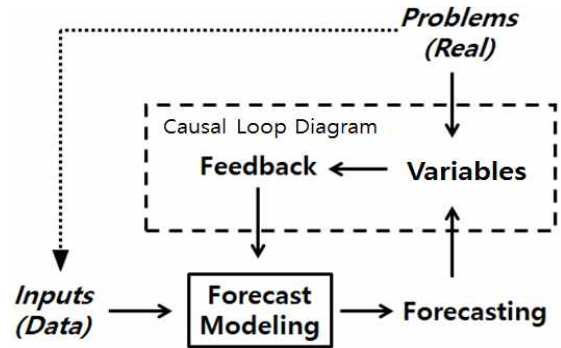 Problems
(Real)
Causal Loop Diagram
Feedback
Variables
Inputs
(Data)
Forecast
Modeling
Forecasting